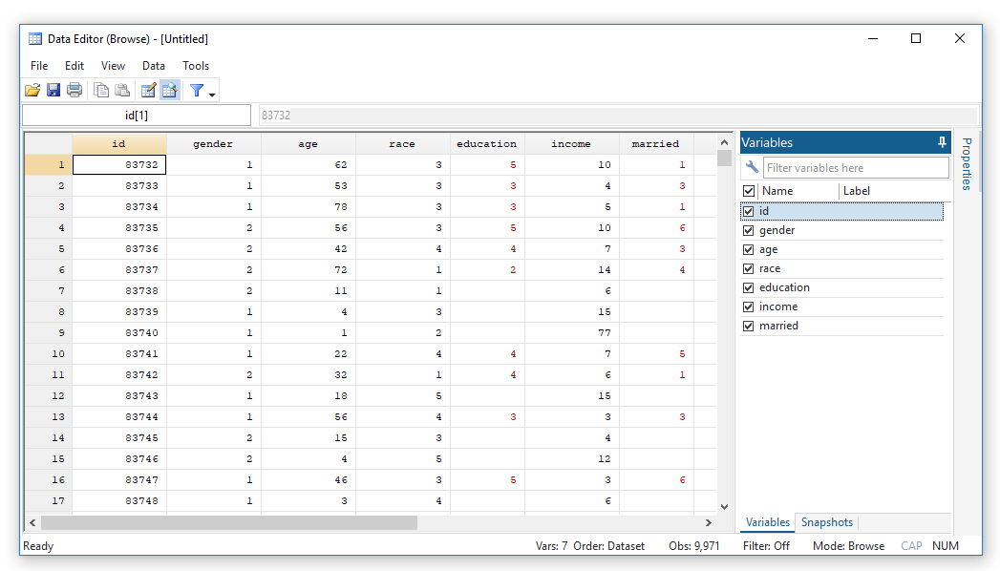 Data Editor (Browse) - [Untitled]
File Edit View Data Tools
id[1] 83732
id gender age race education income married
1 83732 1 62 3 5 10 1
2 83733 1 53 3 3 4 3
3 83734 1 78 3 3 5 1
4 83735 2 56 3 5 10 6
5 83736 2 42 4 4 7 3
6 83737 2 72 1 2 14 4
7 83738 2 11 1 6
8 83739 1 4 3 15
9 83740 1 1 2 77
10 83741 1 22 4 4 7 5
11 83742 2 32 1 4 6 1
12 83743 1 18 5 15
13 83744 1 56 4 3 3 3
14 83745 2 15 3 4
15 83746 2 4 5 12
16 83747 1 46 3 5 3 6
17 83748 1 3 4 6
Variables
Filter variables here
Name Label
id
gender
age
race
education
income
married
Variables Snapshots
Properties
Ready Vars: 7 Order: Dataset Obs: 9,971 Filter: Off Mode: Browse CAP NUM